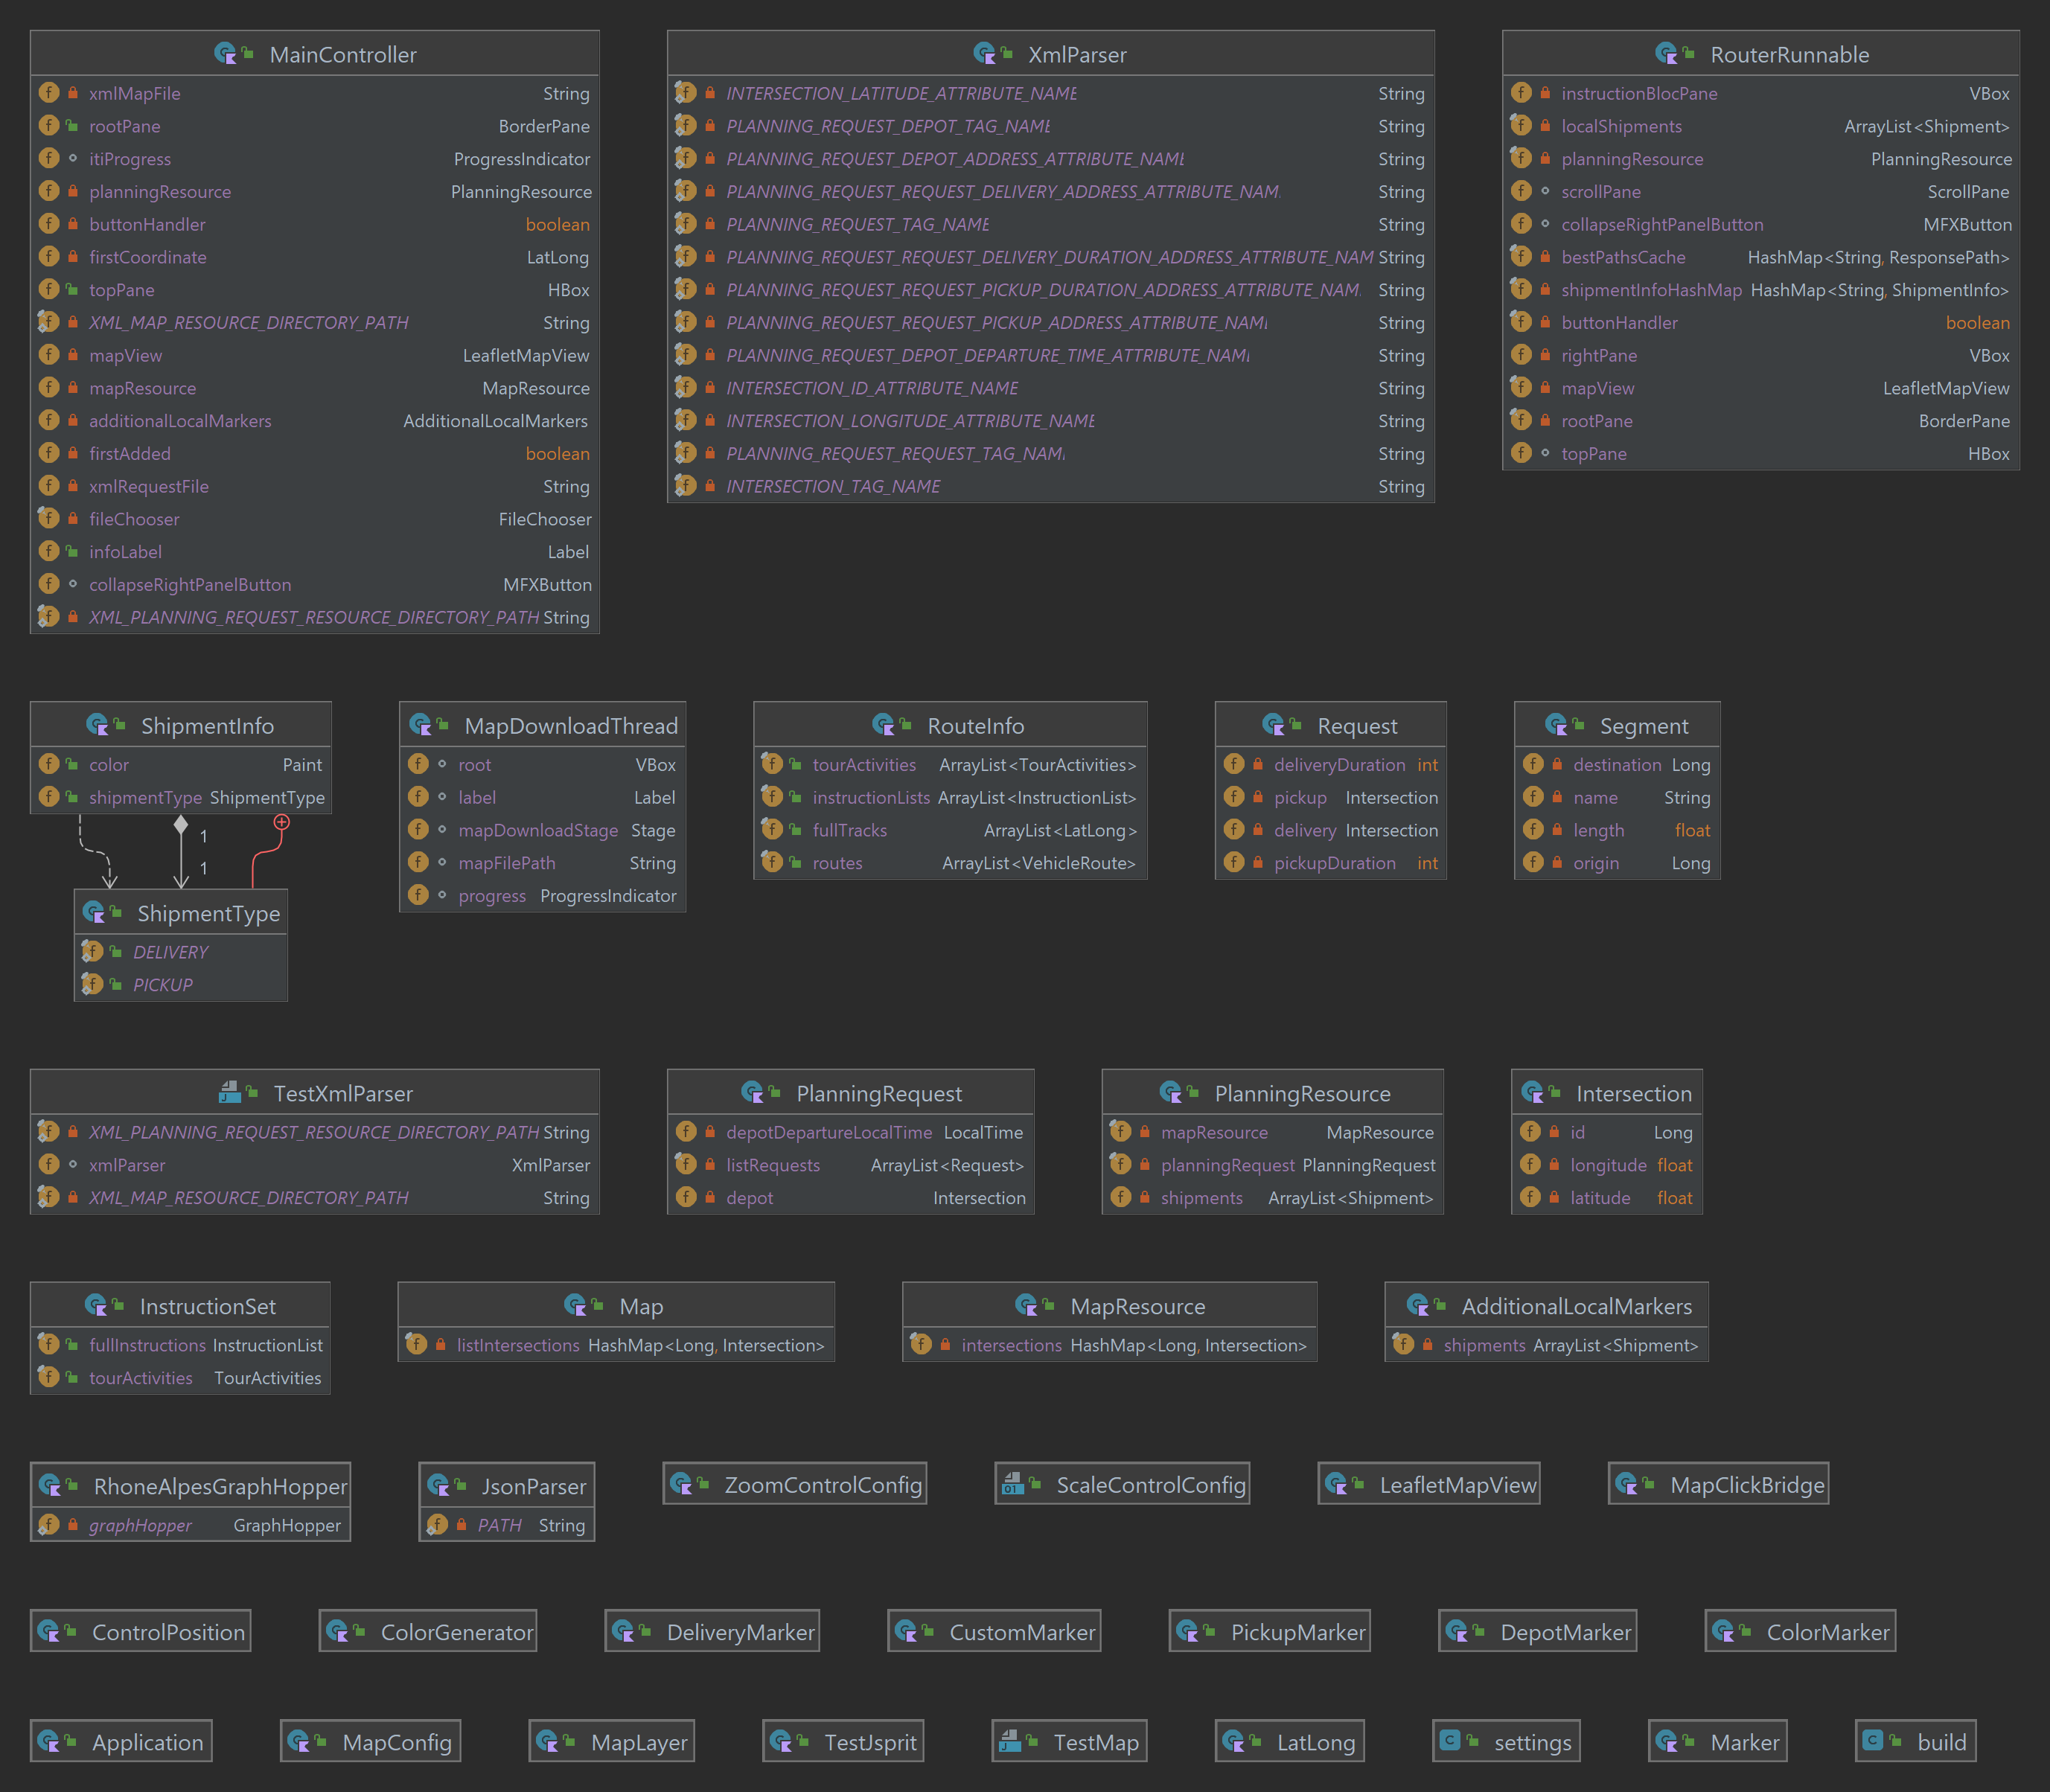 MainController
xmlMapFile String
rootPane BorderPane
itiProgress ProgressIndicator
planningResource PlanningResource
buttonHandler boolean
firstCoordinate LatLong
topPane HBox
XML_MAP_RESOURCE_DIRECTORY_PATH String
mapView LeafletMapView
mapResource MapResource
additionalLocalMarkers AdditionalLocalMarkers
firstAdded boolean
xmlRequestFile String
fileChooser FileChooser
infoLabel Label
collapseRightPanelButton MFXButton
XML_PLANNING_REQUEST_RESOURCE_DIRECTORY_PATH String
XmlParser
INTERSECTION_LATITUDE_ATTRIBUTE_NAME String
PLANNING_REQUEST_DEPOT_TAG_NAME String
PLANNING_REQUEST_DEPOT_ADDRESS_ATTRIBUTE_NAME String
PLANNING_REQUEST_REQUEST_DELIVERY_ADDRESS_ATTRIBUTE_NAM String
PLANNING_REQUEST_TAG_NAME String
PLANNING_REQUEST_REQUEST_DELIVERY_DURATION_ADDRESS_ATTRIBUTE_NAM String
PLANNING_REQUEST_REQUEST_PICKUP_DURATION_ADDRESS_ATTRIBUTE_NAM String
PLANNING_REQUEST_REQUEST_PICKUP_ADDRESS_ATTRIBUTE_NAME String
PLANNING_REQUEST_DEPOT_DEPARTURE_TIME_ATTRIBUTE_NAME String
INTERSECTION_ID_ATTRIBUTE_NAME String
INTERSECTION_LONGITUDE_ATTRIBUTE_NAME String
PLANNING_REQUEST_REQUEST_TAG_NAME String
INTERSECTION_TAG_NAME String
RouterRunnable
instructionBlocPane VBox
localShipments ArrayList<Shipment>
planningResource PlanningResource
scrollPane ScrollPane
collapseRightPanelButton MFXButton
bestPathsCache HashMap<String, ResponsePath>
shipmentInfoHashMap HashMap<String, ShipmentInfo>
buttonHandler boolean
rightPane VBox
mapView LeafletMapView
rootPane BorderPane
topPane HBox
ShipmentInfo
color Paint
shipmentType ShipmentType
1
1
ShipmentType
DELIVERY
PICKUP
MapDownloadThread
root VBox
label Label
mapDownloadStage Stage
mapFilePath String
progress ProgressIndicator
RouteInfo
tourActivities ArrayList<TourActivities>
instructionLists ArrayList<InstructionList>
fullTracks ArrayList<LatLong>
routes ArrayList<VehicleRoute>
Request
deliveryDuration int
pickup Intersection
delivery Intersection
pickupDuration int
Segment
destination Long
name String
length float
origin Long
TestXmlParser
XML_PLANNING_REQUEST_RESOURCE_DIRECTORY_PATH String
xmlParser XmlParser
XML_MAP_RESOURCE_DIRECTORY_PATH String
PlanningRequest
depotDepartureLocalTime LocalTime
listRequests ArrayList<Request>
depot Intersection
PlanningResource
mapResource MapResource
planningRequest PlanningRequest
shipments ArrayList<Shipment>
Intersection
id Long
longitude float
latitude float
InstructionSet
fullInstructions InstructionList
tourActivities TourActivities
Map
listIntersections HashMap<Long, Intersection>
MapResource
intersections HashMap<Long, Intersection>
AdditionalLocalMarkers
shipments ArrayList<Shipment>
RhoneAlpesGraphHopper
graphHopper GraphHopper
JsonParser
PATH String
ZoomControlConfig
ScaleControlConfig
LeafletMapView
MapClickBridge
ControlPosition
ColorGenerator
DeliveryMarker
CustomMarker
PickupMarker
DepotMarker
ColorMarker
Application
MapConfig
MapLayer
TestJsprit
TestMap
LatLong
settings
Marker
build